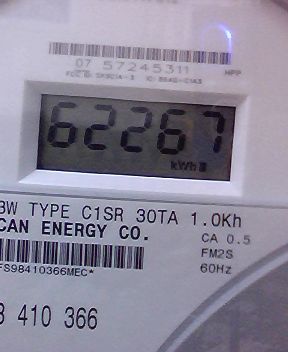 07 57245311 HPP
62267
kWh
3W TYPE C1SR 30TA 1.0Kh
CAN ENERGY CO.
CA 0.5
FM2S
60Hz
FS98410366MEC*
8 410 366